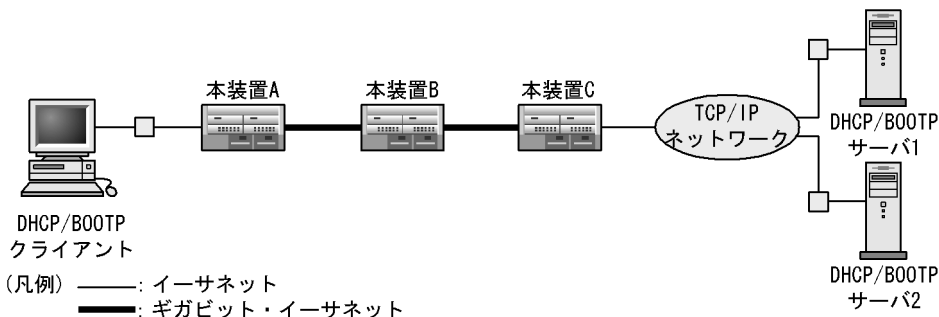 本装置A
本装置B
本装置C
TCP/IP
ネットワーク
DHCP/BOOTP
サーバ1
DHCP/BOOTP
クライアント
DHCP/BOOTP
サーバ2
(凡例)
: イーサネット
: ギガビット・イーサネット